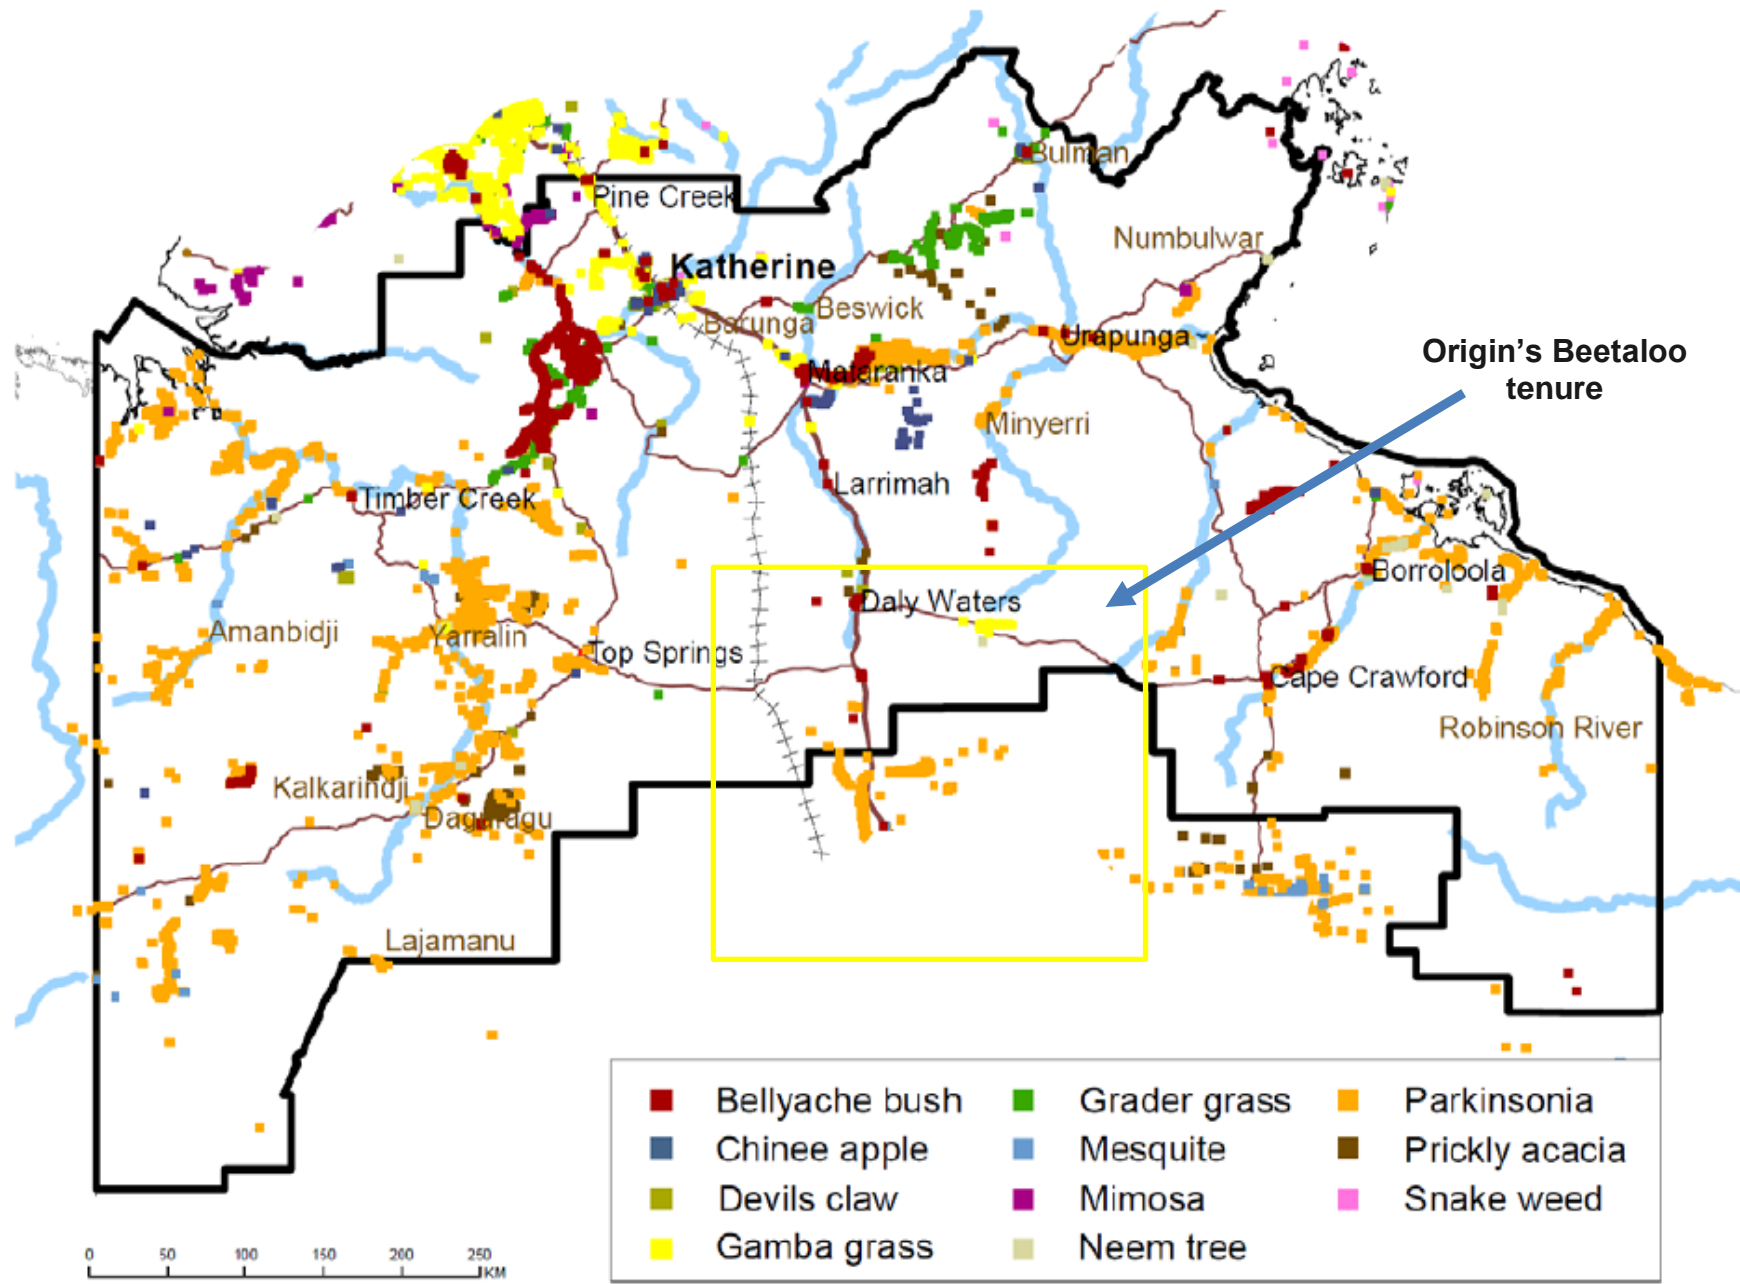 Bulman
Pine Creek
Numbulwar
Katherine
Beswick
Barunga
Urapunga
Origin's Beetaloo
tenure
Mataranka
Minyerri
Larrimah
Timber Creek
Borroloola
Daly Waters
Amanbidji
Yarralin
Top Springs
Cape Crawford
Robinson River
Kalkarindji
Daguragu
Lajamanu
Bellyache bush
Grader grass
Parkinsonia
Chinee apple
Mesquite
Prickly acacia
Devils claw
Mimosa
Snake weed
Gamba grass
Neem tree
0 50 100 150 200 250
KM